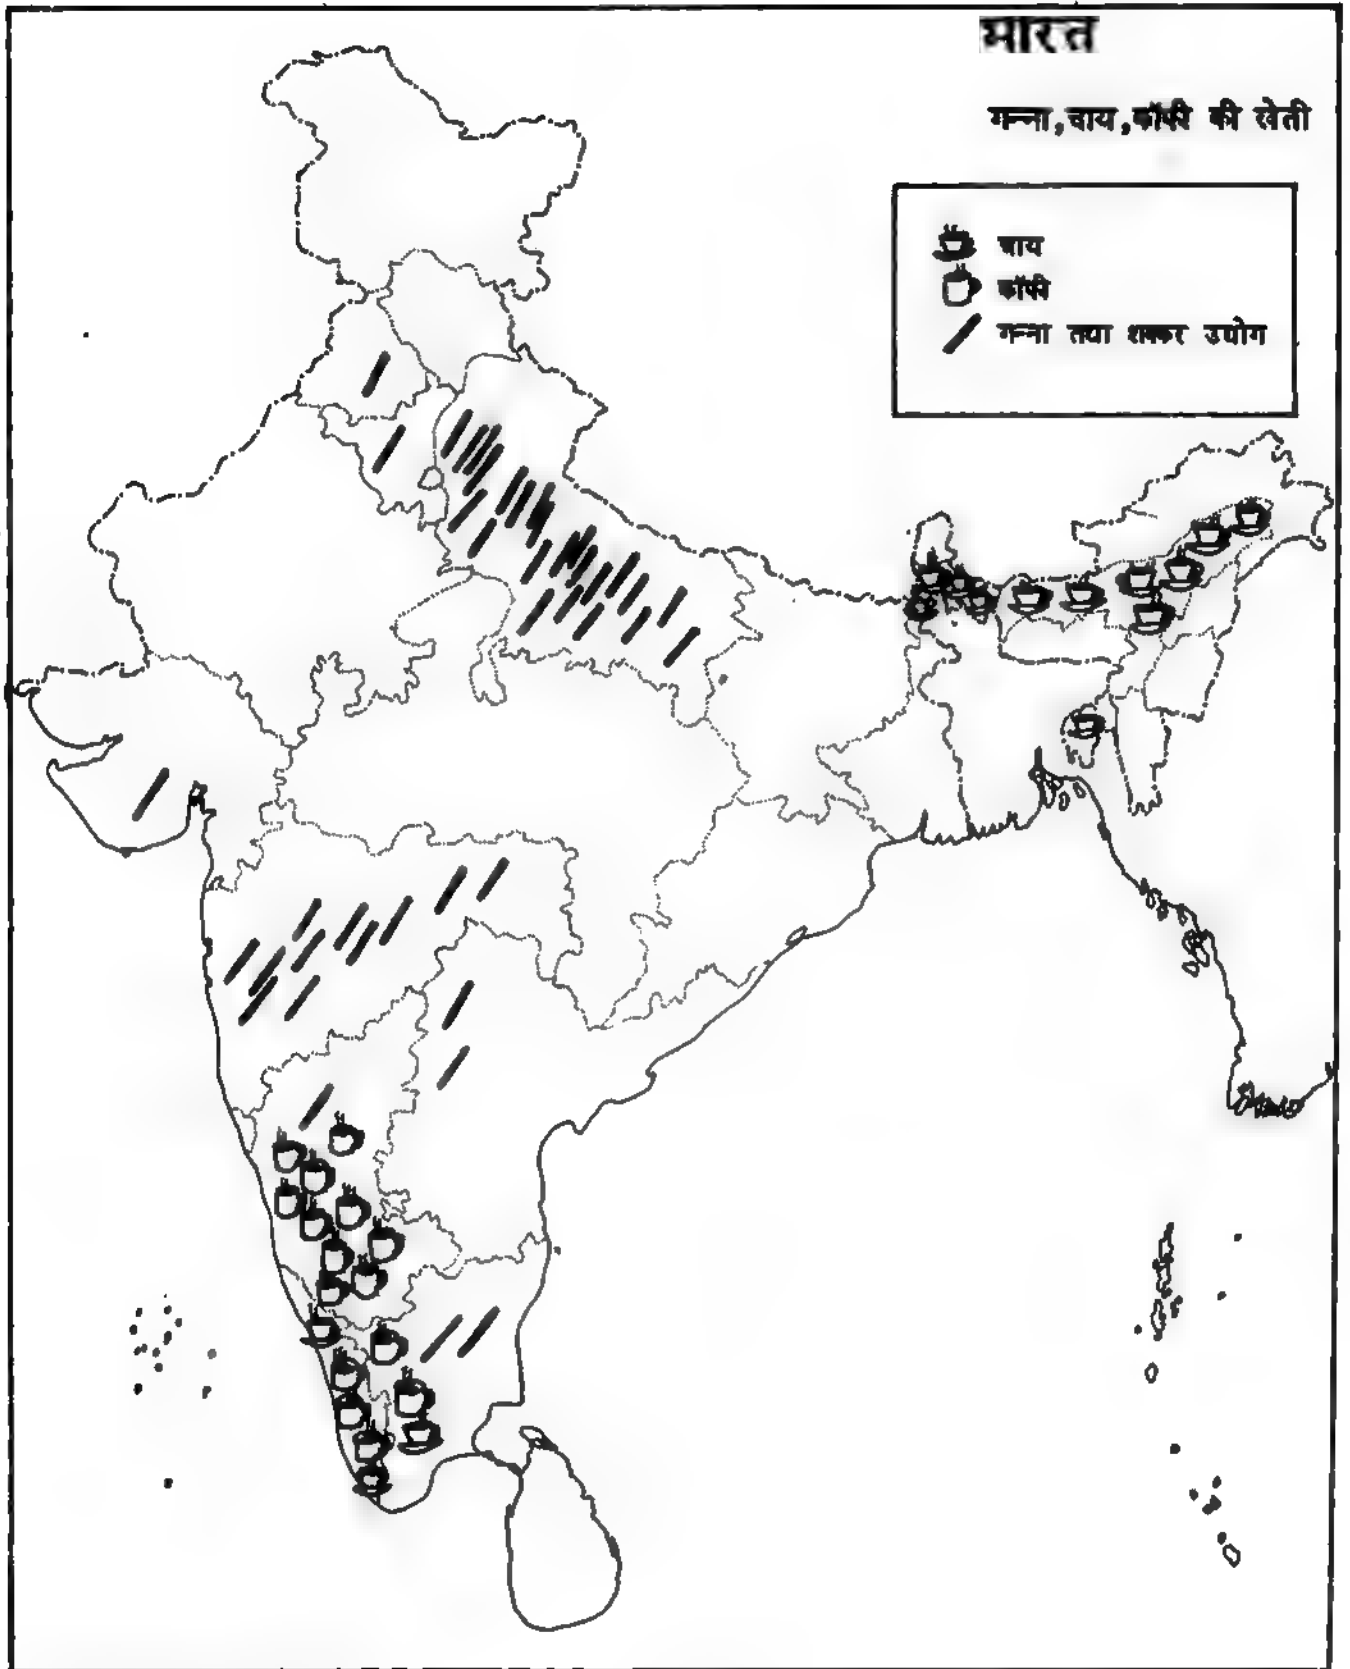 भारत
गन्ना,चाय,कॉफी की खेती
चाय
कॉफी
गन्ना तथा शक्कर उद्योग